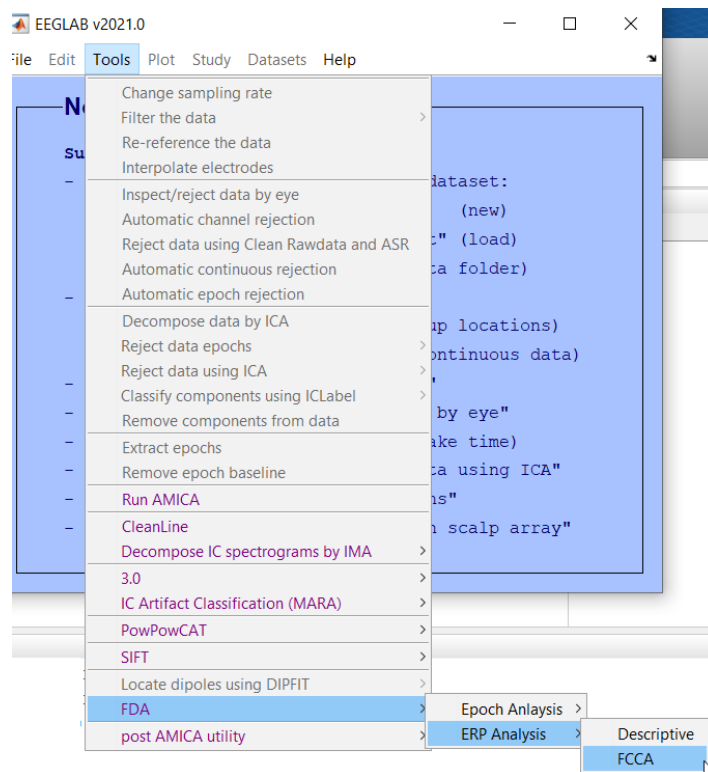 EEGLAB v2021.0
File Edit Tools Plot Study Datasets Help
Change sampling rate
Filter the data
Re-reference the data
Interpolate electrodes
Inspect/reject data by eye
Automatic channel rejection
Reject data using Clean Rawdata and ASR
Automatic continuous rejection
Automatic epoch rejection
Decompose data by ICA
Reject data epochs
Reject data using ICA
Classify components using ICLabel
Remove components from data
Extract epochs
Remove epoch baseline
Run AMICA
CleanLine
Decompose IC spectrograms by IMA
3.0
IC Artifact Classification (MARA)
PowPowCAT
SIFT
Locate dipoles using DIPFIT
FDA
post AMICA utility
Epoch Anlaysis
ERP Analysis
Descriptive
FCCA
N
Su
dataset:
(new)
t" (load)
ta folder)
up locations)
ontinuous data)
"
by eye"
ake time)
ta using ICA"
ns"
n scalp array"